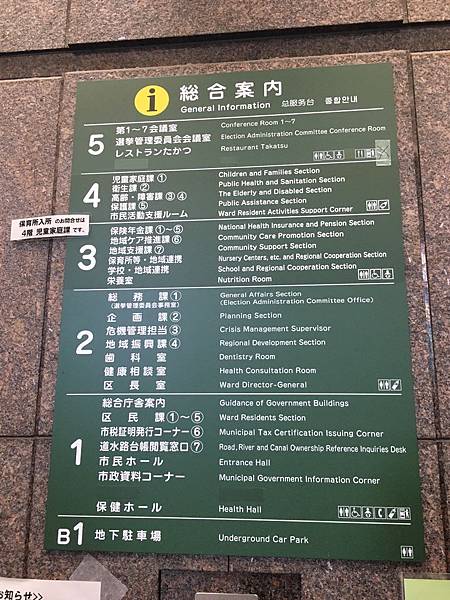 i 総合案内
General Information 总服务台 종합안내
5
第1〜7会議室 Conference Room 1〜7
選挙管理委員会会議室 Election Administration Committee Conference Room
レストランたかつ Restaurant Takatsu
4
児童家庭課① Children and Families Section
衛生課② Public Health and Sanitation Section
高齢・障害課③④ The Elderly and Disabled Section
保護課⑤ Public Assistance Section
市民活動支援ルーム Ward Resident Activities Support Corner
保育所入所 のお問合せは
4階 児童家庭課 です。
3
保険年金課①〜⑤ National Health Insurance and Pension Section
地域ケア推進課⑥ Community Care Promotion Section
地域支援課⑦ Community Support Section
保育所等・地域連携 Nursery Centers, etc. and Regional Cooperation Section
学校・地域連携 School and Regional Cooperation Section
栄養室 Nutrition Room
2
総務課① General Affairs Section
(選挙管理委員会事務室) (Election Administration Committee Office)
企画課② Planning Section
危機管理担当③ Crisis Management Supervisor
地域振興課④ Regional Development Section
歯科室 Dentistry Room
健康相談室 Health Consultation Room
区長室 Ward Director-General
1
総合庁舎案内 Guidance of Government Buildings
区民課①〜⑤ Ward Residents Section
市税証明発行コーナー⑥ Municipal Tax Certification Issuing Corner
道水路台帳閲覧窓口⑦ Road, River and Canal Ownership Reference Inquiries Desk
市民ホール Entrance Hall
市政資料コーナー Municipal Government Information Corner
保健ホール Health Hall
B1 地下駐車場 Underground Car Park
お知らせ>>